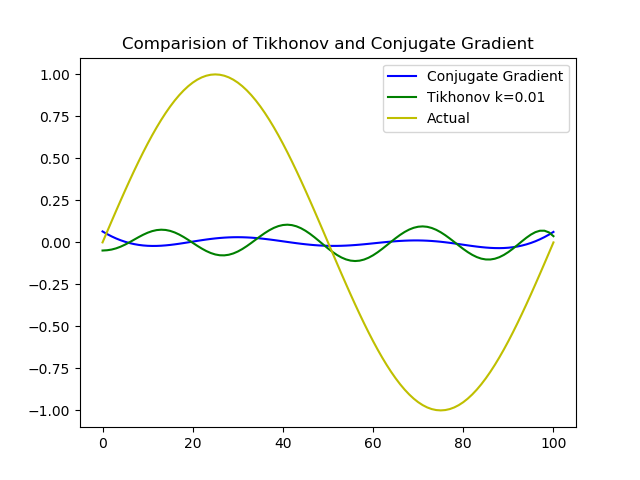 Comparision of Tikhonov and Conjugate Gradient
Conjugate Gradient
Tikhonov k=0.01
Actual
1.00
0.75
0.50
0.25
0.00
−0.25
−0.50
−0.75
−1.00
0 20 40 60 80 100